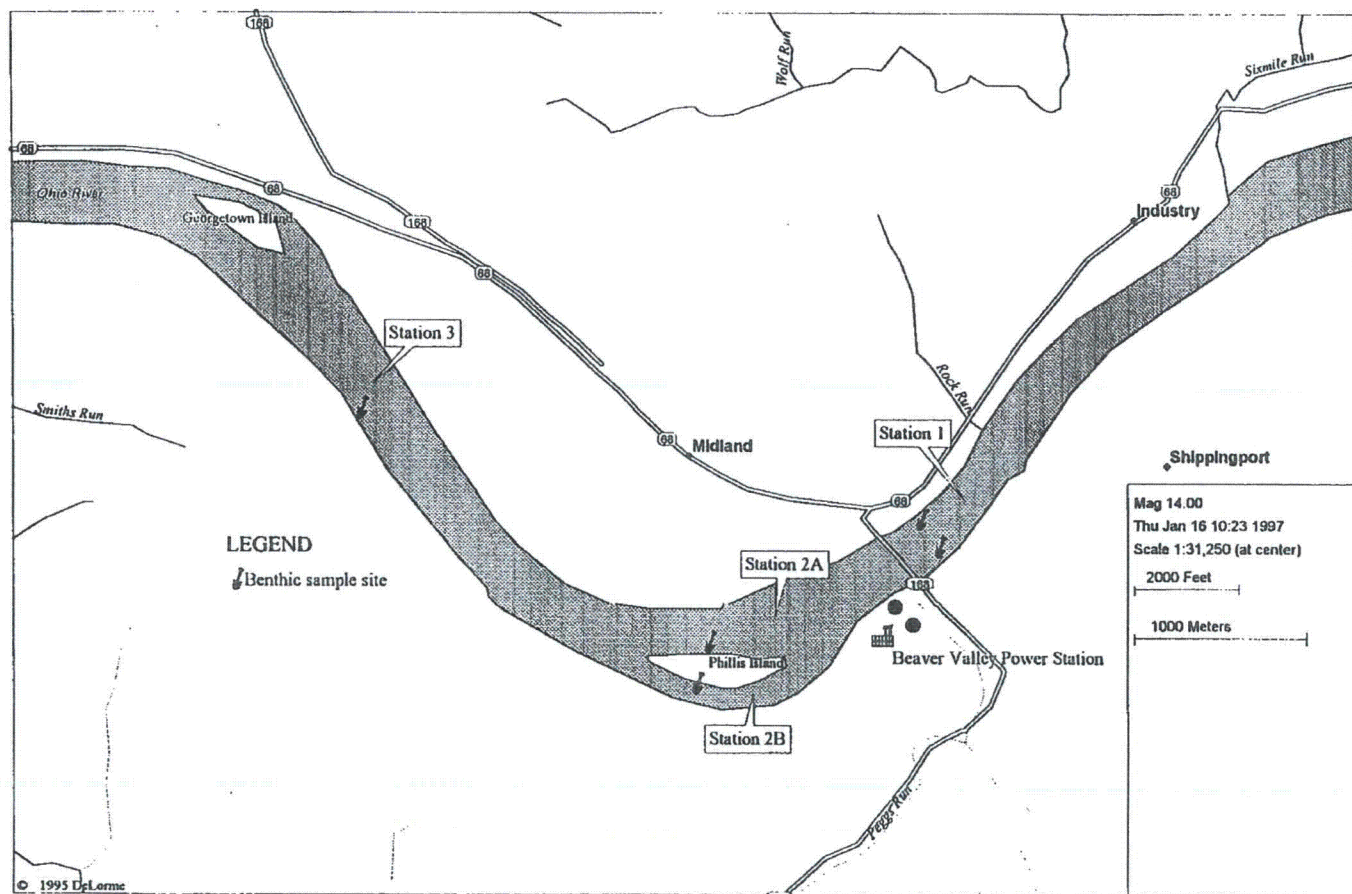 168
Wolf Run
Sixmile Run
68
Ohio River
68
Georgetown Island
168
68
68
Industry
Station 3
Smiths Run
Rock Run
Station 1
68
Midland
Shippingport
68
Mag 14.00
Thu Jan 16 10:23 1997
Scale 1:31,250 (at center)
2000 Feet
1000 Meters
LEGEND
Benthic sample site
Station 2A
168
Phillis Island
Beaver Valley Power Station
Station 2B
Peggs Run
© 1995 DeLorme